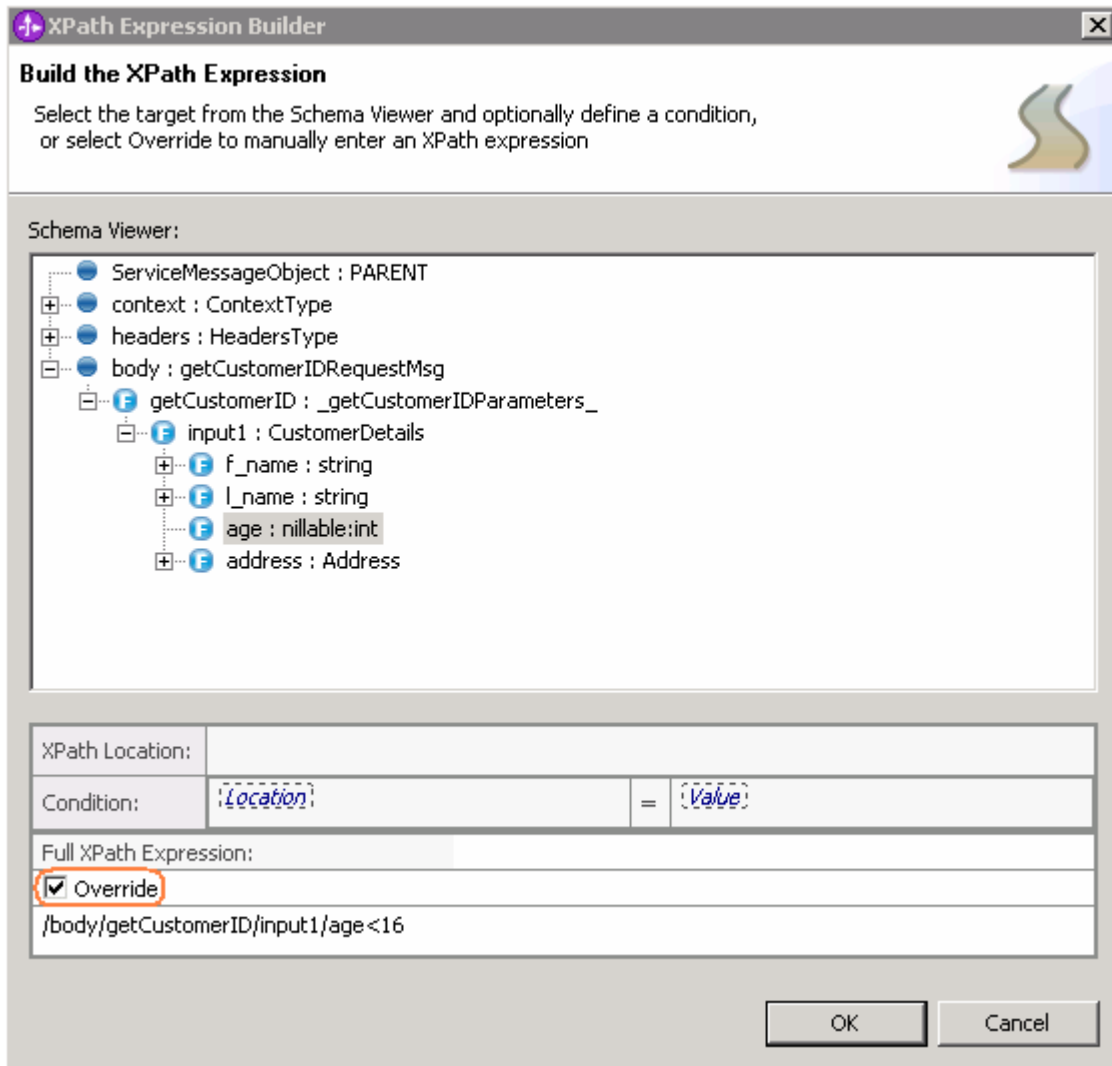 XPath Expression Builder
Build the XPath Expression
Select the target from the Schema Viewer and optionally define a condition,
or select Override to manually enter an XPath expression
Schema Viewer:
ServiceMessageObject : PARENT
context : ContextType
headers : HeadersType
body : getCustomerIDRequestMsg
getCustomerID : _getCustomerIDParameters_
input1 : CustomerDetails
f_name : string
l_name : string
age : nillable:int
address : Address
XPath Location:
Condition: Location = Value
Full XPath Expression:
Override
/body/getCustomerID/input1/age<16
OK Cancel